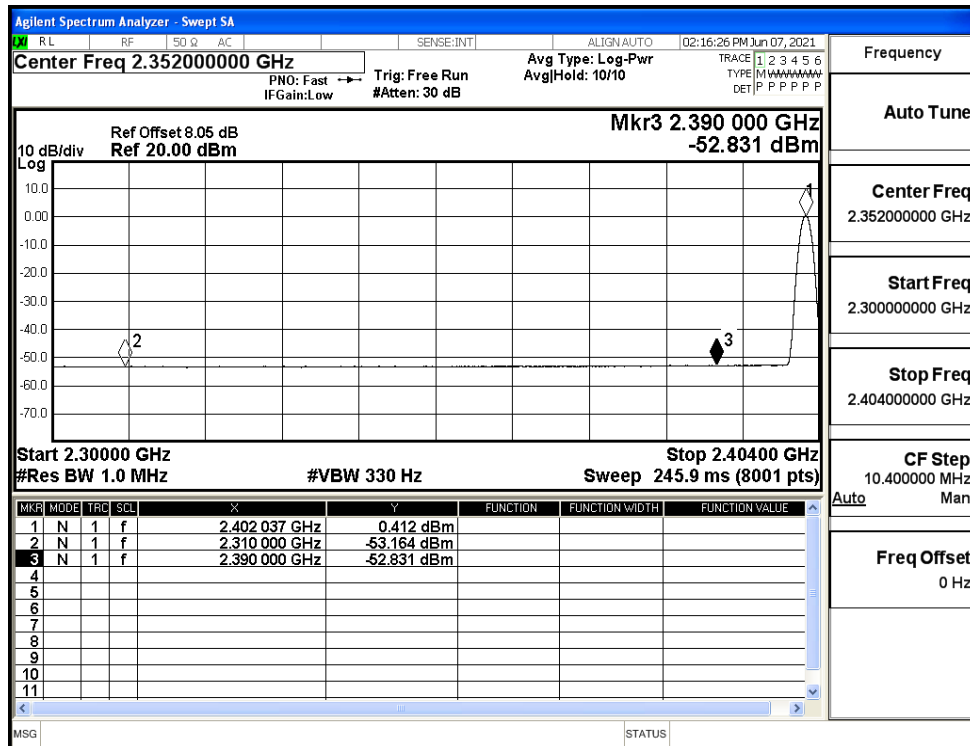 Agilent Spectrum Analyzer - Swept SA
LXI RL RF 50 Ω AC SENSE:INT ALIGN AUTO 02:16:26 PM Jun 07, 2021
Center Freq 2.352000000 GHz
PNO: Fast
IFGain:Low
Trig: Free Run
#Atten: 30 dB
Avg Type: Log-Pwr
Avg|Hold: 10/10
TRACE 1 2 3 4 5 6
TYPE M
DET P P P P P P
Ref Offset 8.05 dB
Ref 20.00 dBm
10 dB/div
Log
Mkr3 2.390 000 GHz
-52.831 dBm
10.0
0.00
-10.0
-20.0
-30.0
-40.0
-50.0
-60.0
-70.0
1
2
3
Start 2.30000 GHz Stop 2.40400 GHz
#Res BW 1.0 MHz #VBW 330 Hz Sweep 245.9 ms (8001 pts)
MKR MODE TRC SCL X Y FUNCTION FUNCTION WIDTH FUNCTION VALUE
1 N 1 f 2.402 037 GHz 0.412 dBm
2 N 1 f 2.310 000 GHz -53.164 dBm
3 N 1 f 2.390 000 GHz -52.831 dBm
4
5
6
7
8
9
10
11
MSG STATUS
Frequency
Auto Tune
Center Freq
2.352000000 GHz
Start Freq
2.300000000 GHz
Stop Freq
2.404000000 GHz
CF Step
10.400000 MHz
Auto Man
Freq Offset
0 Hz